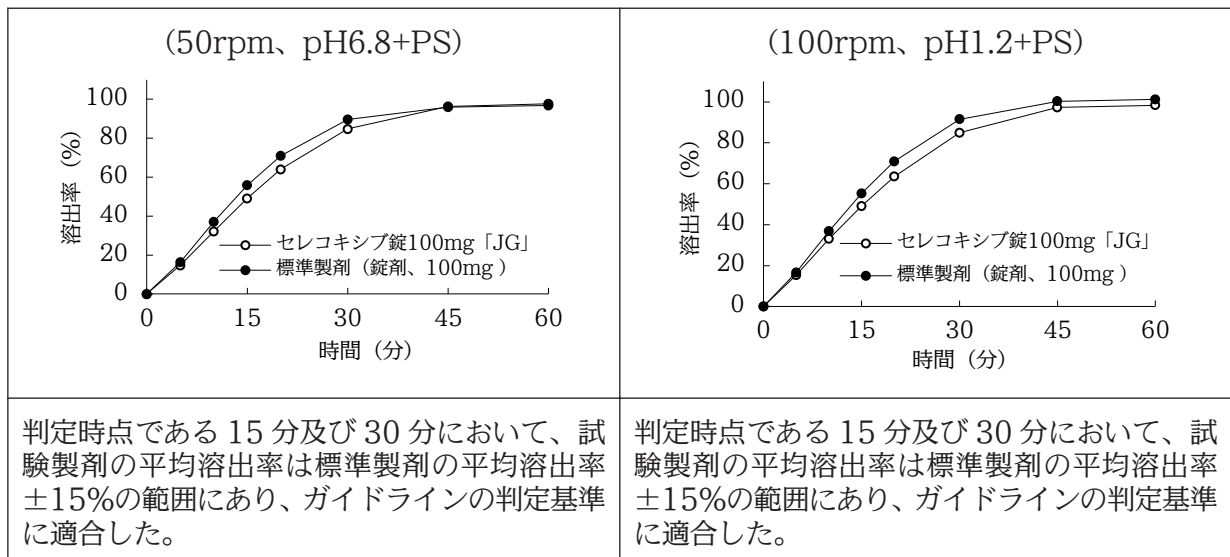 (50rpm、pH6.8+PS)
100
80
60
40
20
0
溶出率（%）
セレコキシブ錠100mg「JG」
標準製剤（錠剤、100mg ）
0 15 30 45 60
時間（分）
判定時点である 15 分及び 30 分において、試
験製剤の平均溶出率は標準製剤の平均溶出率
±15%の範囲にあり、ガイドラインの判定基準
に適合した。
(100rpm、pH1.2+PS)
100
80
60
40
20
0
溶出率（%）
セレコキシブ錠100mg「JG」
標準製剤（錠剤、100mg ）
0 15 30 45 60
時間（分）
判定時点である 15 分及び 30 分において、試
験製剤の平均溶出率は標準製剤の平均溶出率
±15%の範囲にあり、ガイドラインの判定基準
に適合した。